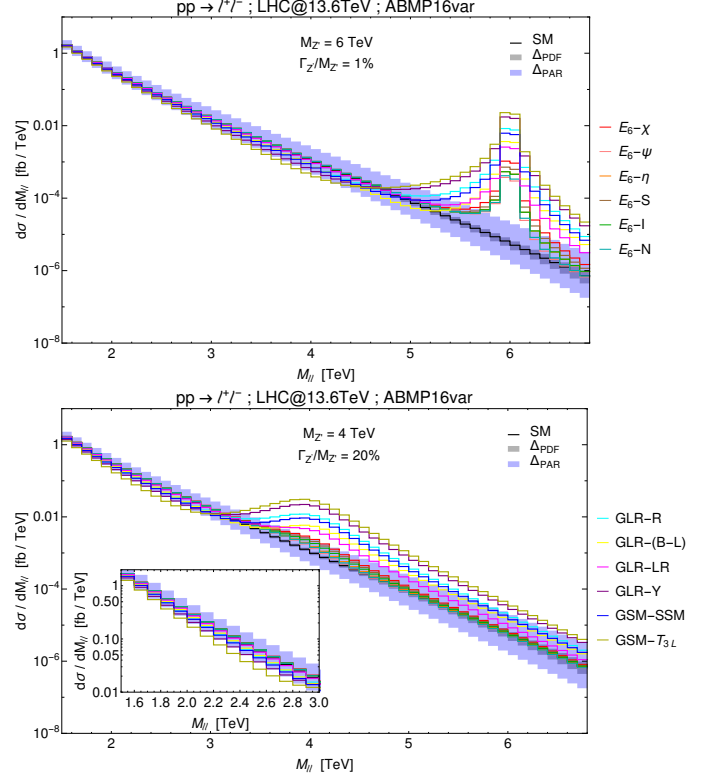 pp → l⁺l⁻ ; LHC@13.6TeV ; ABMP16var
M_Z' = 6 TeV
Γ_Z'/M_Z' = 1%
SM
Δ_PDF
Δ_PAR
dσ / dM_ll [fb / TeV]
1
0.01
10⁻⁴
10⁻⁶
10⁻⁸
2 3 4 5 6
M_ll [TeV]
E₆-χ
E₆-ψ
E₆-η
E₆-S
E₆-I
E₆-N
pp → l⁺l⁻ ; LHC@13.6TeV ; ABMP16var
M_Z' = 4 TeV
Γ_Z'/M_Z' = 20%
SM
Δ_PDF
Δ_PAR
dσ / dM_ll [fb / TeV]
1
0.01
10⁻⁴
10⁻⁶
10⁻⁸
dσ / dM_ll [fb / TeV]
1
0.50
0.10
0.05
0.01
1.6 1.8 2.0 2.2 2.4 2.6 2.8 3.0
M_ll [TeV]
2 3 4 5 6
M_ll [TeV]
GLR-R
GLR-(B-L)
GLR-LR
GLR-Y
GSM-SSM
GSM-T₃L